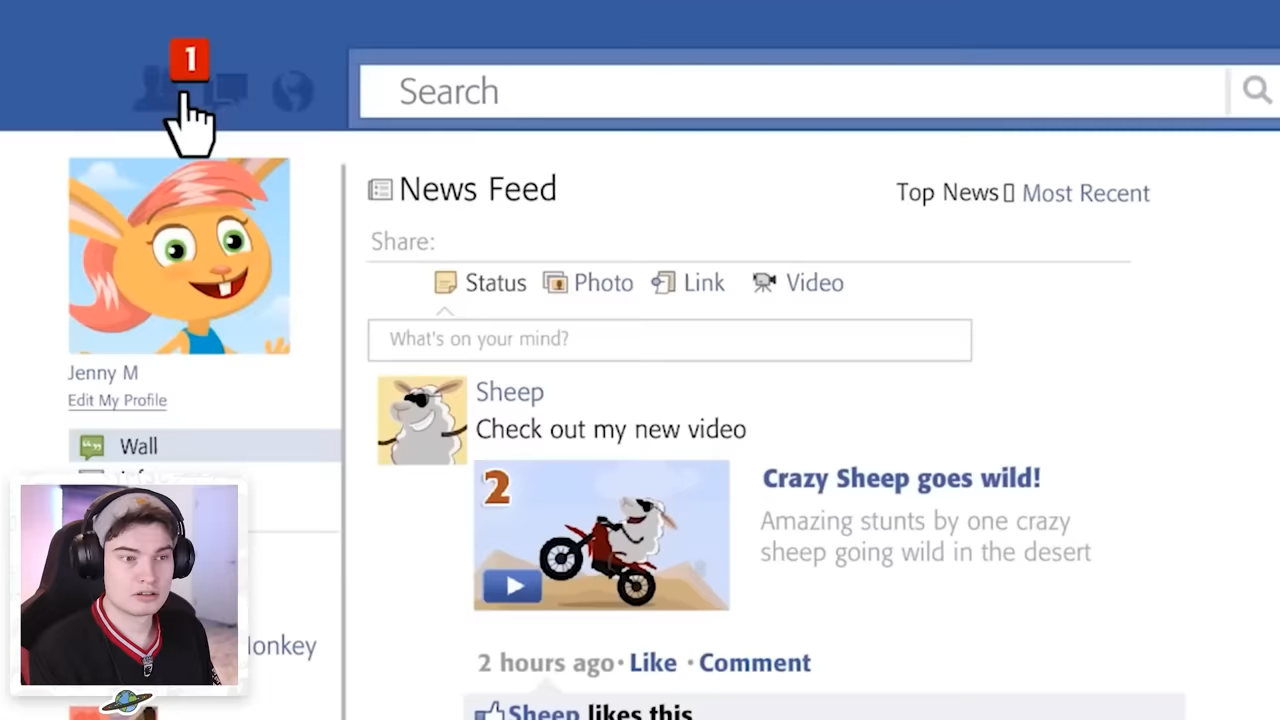 1
Search
News Feed
Top News Most Recent
Share:
Status Photo Link Video
What's on your mind?
Jenny M
Edit My Profile
Wall
Sheep
Check out my new video
2
Crazy Sheep goes wild!
Amazing stunts by one crazy
sheep going wild in the desert
2 hours ago · Like · Comment
Sheep likes this